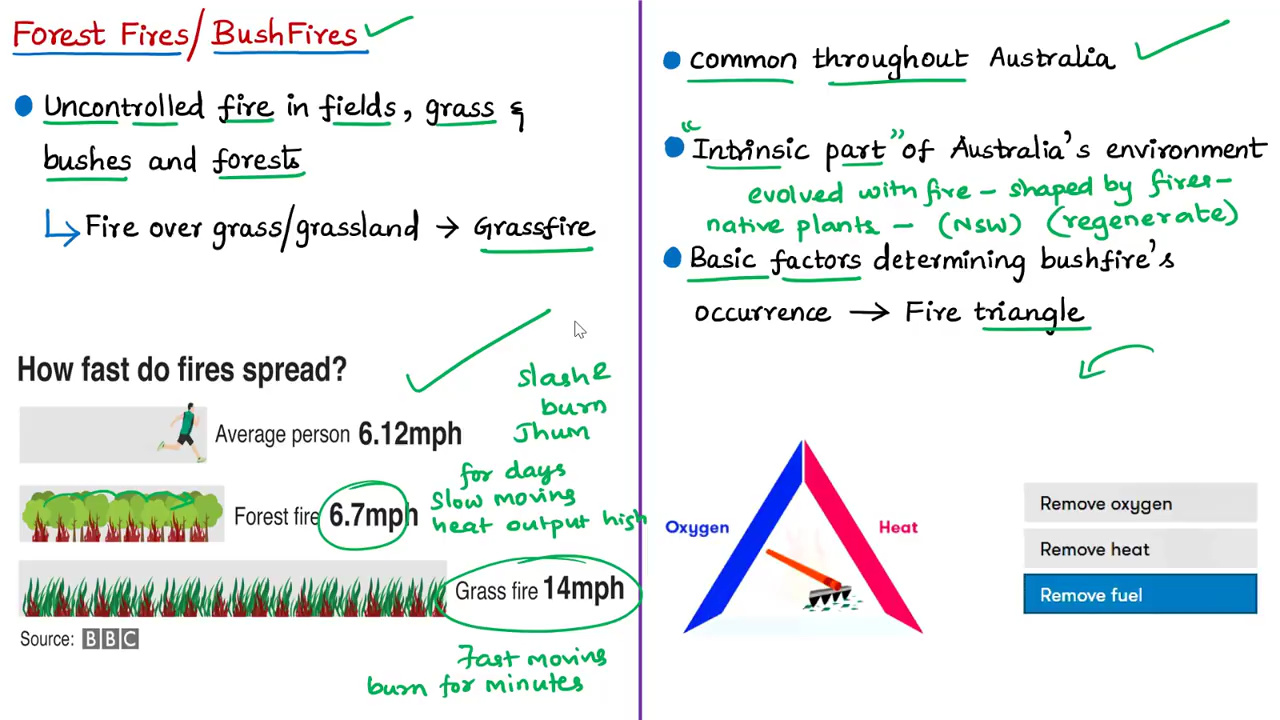 Forest Fires/BushFires
Uncontrolled fire in fields, grass &
bushes and forests
Fire over grass/grassland → Grassfire
How fast do fires spread?
Average person 6.12mph
Forest fire 6.7mph
Grass fire 14mph
Source: BBC
Slash &
burn
Jhum
for days
Slow moving
heat output high
Fast moving
burn for minutes
common throughout Australia
"Intrinsic part" of Australia's environment
evolved with fire - shaped by fires-
native plants - (NSW) (regenerate)
Basic factors determining bushfire's
occurrence → Fire triangle
Oxygen
Heat
Remove oxygen
Remove heat
Remove fuel